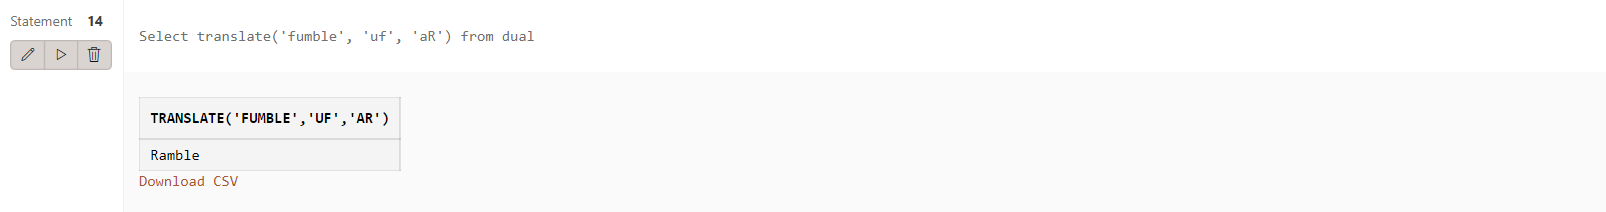 Statement 14
Select translate('fumble', 'uf', 'aR') from dual
TRANSLATE('FUMBLE','UF','AR')
Ramble
Download CSV